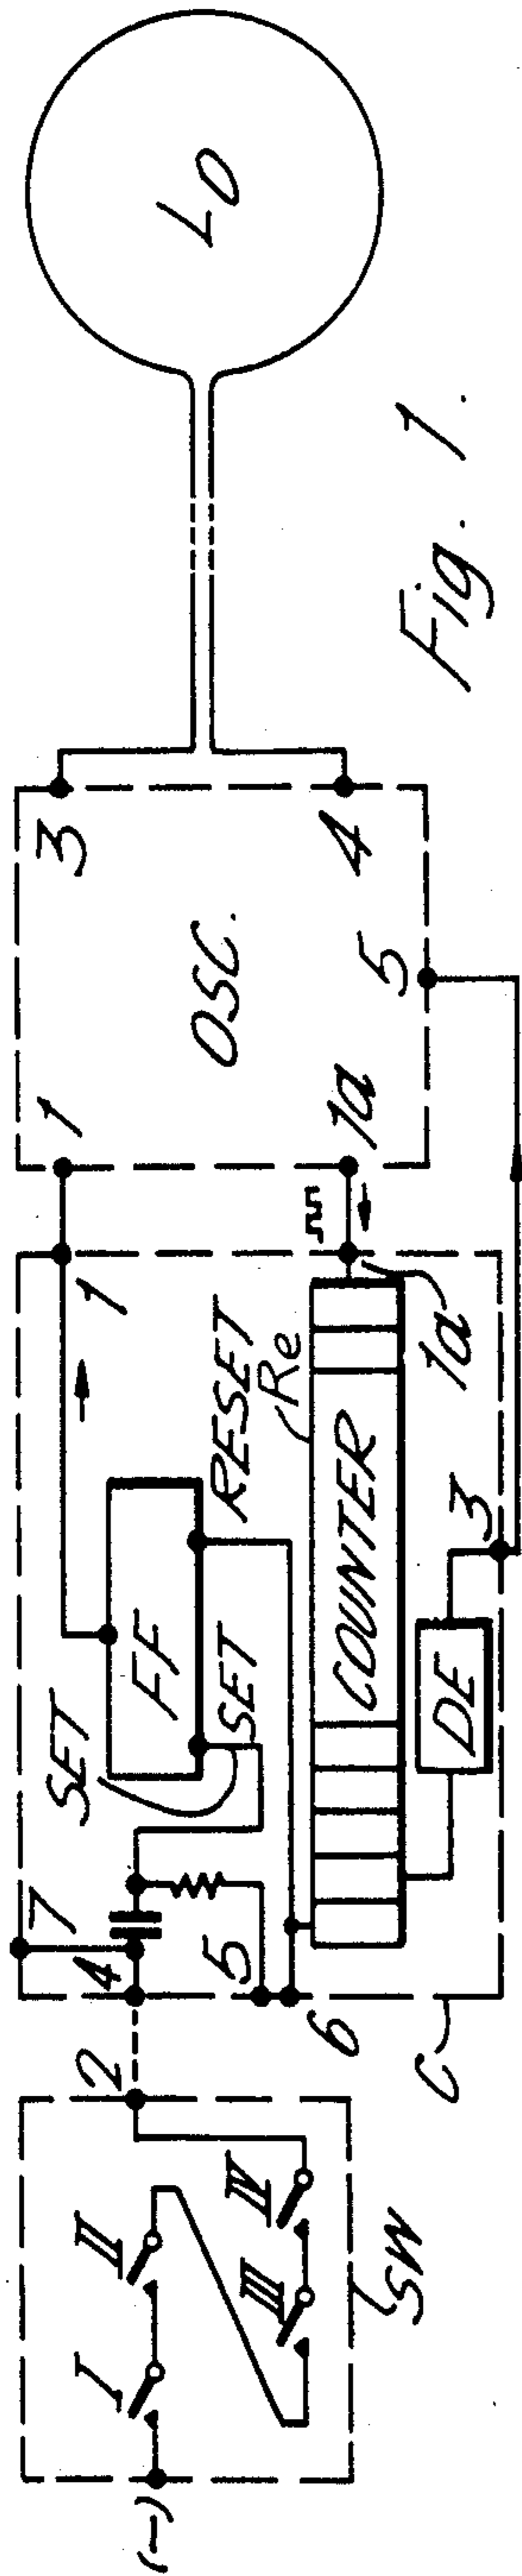 (-)
I
II
III
IV
SW
2
4
7
5
6
C
SET
SET
FF
RESET
Re
COUNTER
DE
1
1a
3
1
1a
OSC.
3
4
5
LO
Fig. 1.